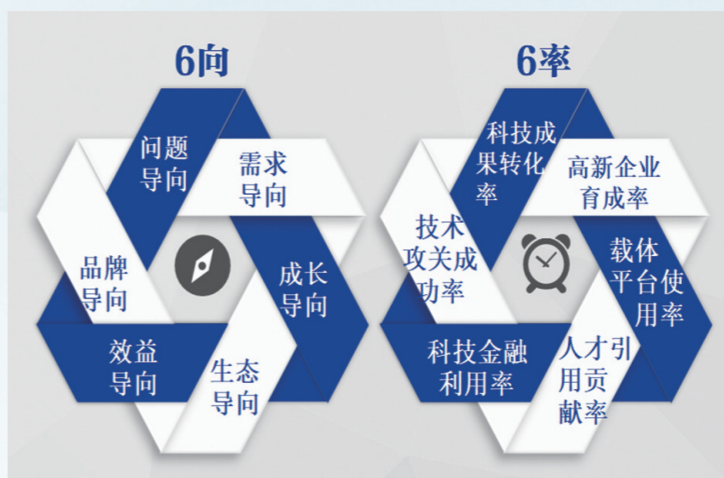 6向
问题
导向
需求
导向
成长
导向
生态
导向
效益
导向
品牌
导向
6率
科技成
果转化
率
高新企业
育成率
载体
平台使
用率
人才引
用贡
献率
科技金融
利用率
技术
攻关成
功率